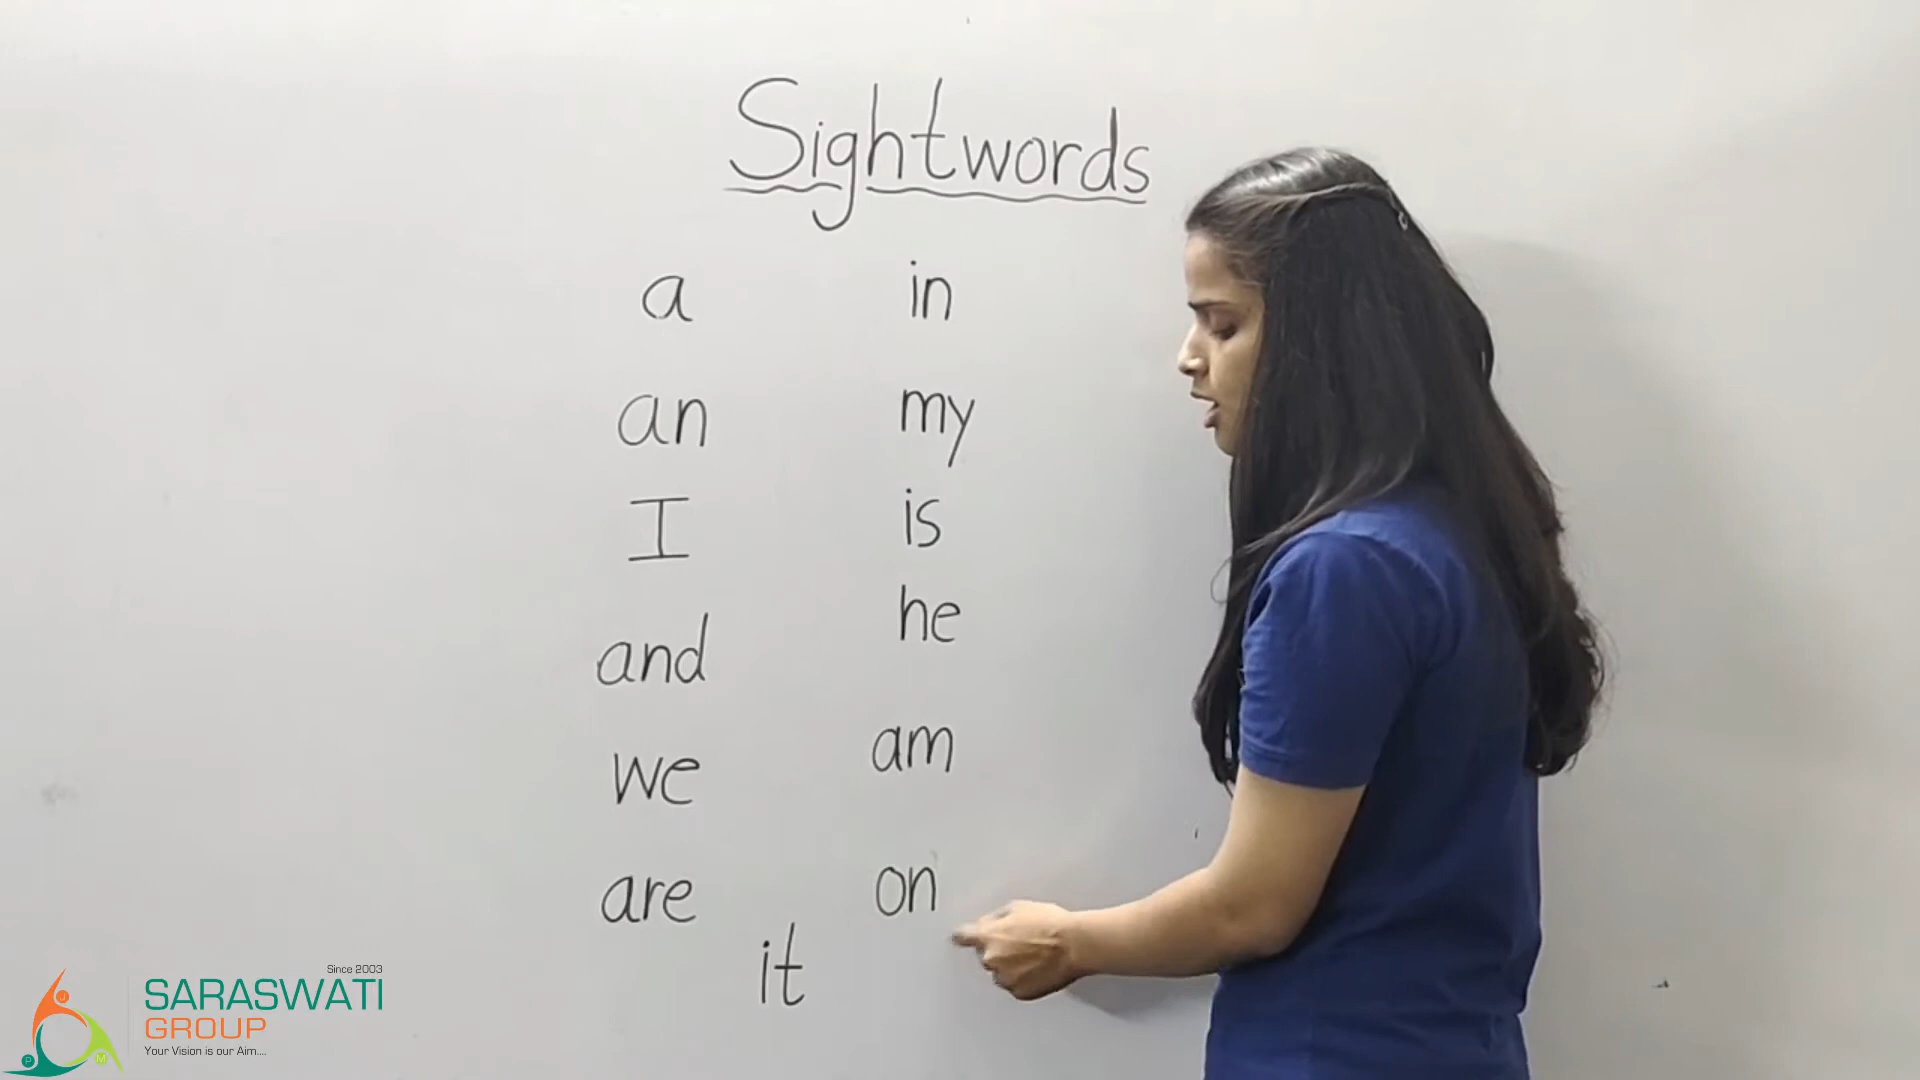 Sightwords
a in
an my
I is
and he
we am
are on
it
Since 2003
SARASWATI
GROUP
Your Vision is our Aim....
J
P
M